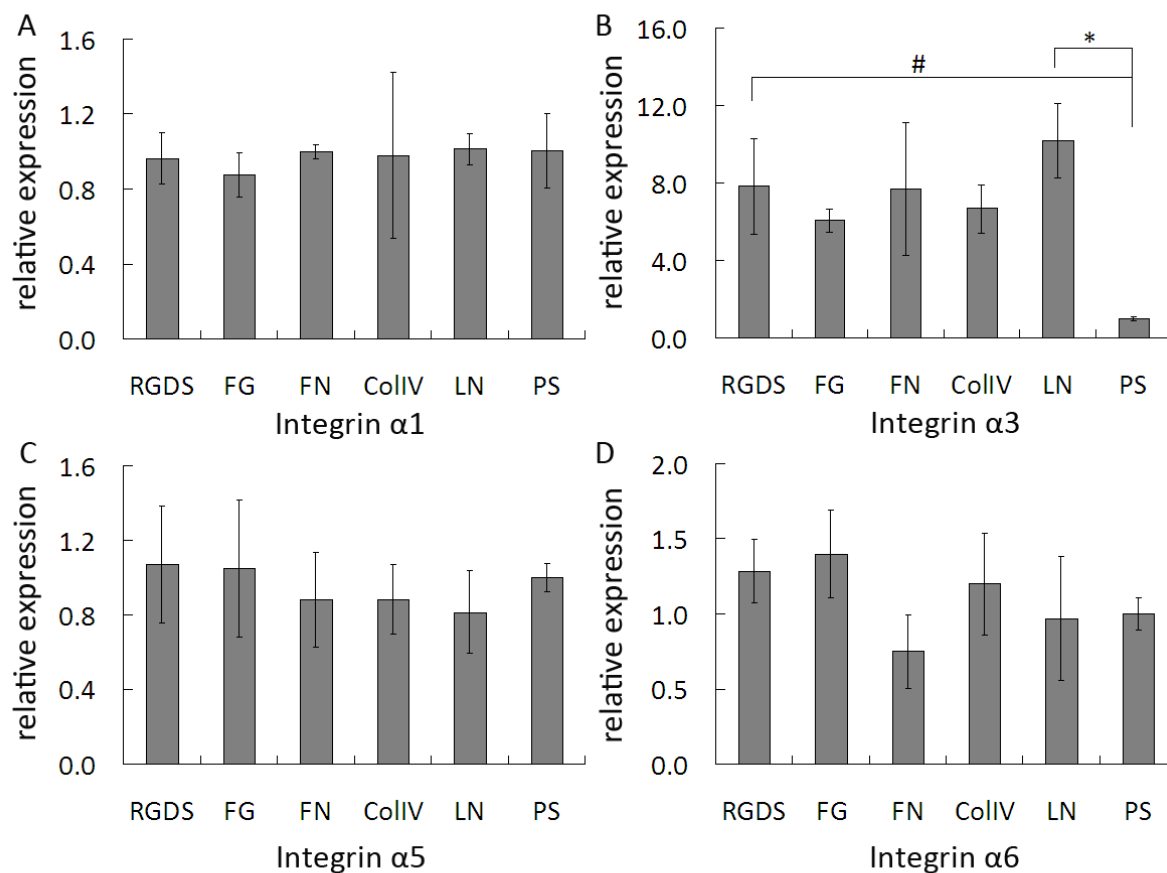 A
relative expression
1.6
1.2
0.8
0.4
0.0
RGDS FG FN ColIV LN PS
Integrin α1
B
relative expression
16.0
12.0
8.0
4.0
0.0
#
*
RGDS FG FN ColIV LN PS
Integrin α3
C
relative expression
1.6
1.2
0.8
0.4
0.0
RGDS FG FN ColIV LN PS
Integrin α5
D
relative expression
2.0
1.5
1.0
0.5
0.0
RGDS FG FN ColIV LN PS
Integrin α6